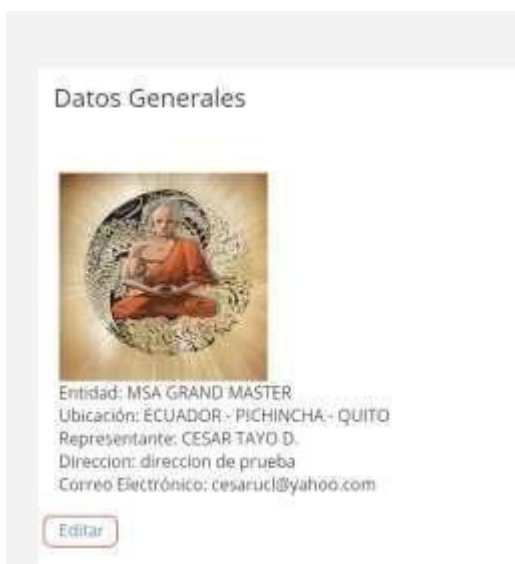 Datos Generales
Entidad: MSA GRAND MASTER
Ubicación: ECUADOR - PICHINCHA - QUITO
Representante: CESAR TAYO D.
Direccion: direccion de prueba
Correo Electrónico: cesarucl@yahoo.com
Editar